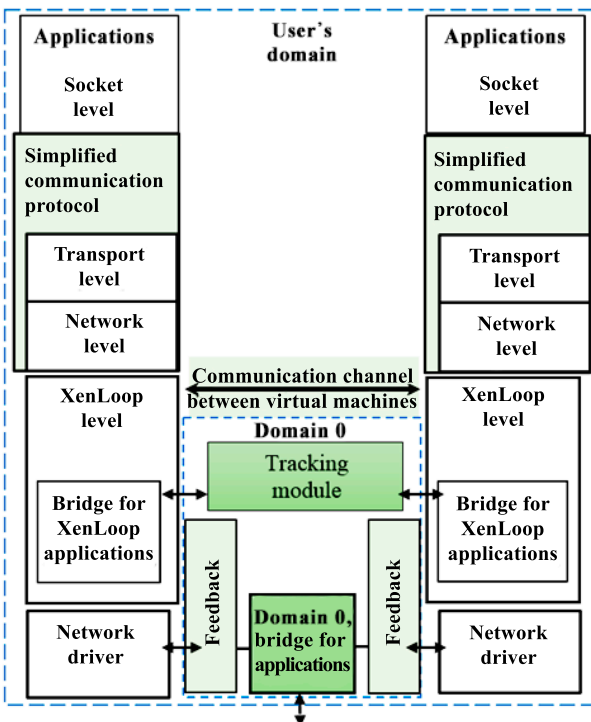 Applications
Socket
level
Simplified
communication
protocol
Transport
level
Network
level
XenLoop
level
Bridge for
XenLoop
applications
Network
driver
User's
domain
Communication channel
between virtual machines
Domain 0
Tracking
module
Feedback
Domain 0,
bridge for
applications
Feedback
Applications
Socket
level
Simplified
communication
protocol
Transport
level
Network
level
XenLoop
level
Bridge for
XenLoop
applications
Network
driver